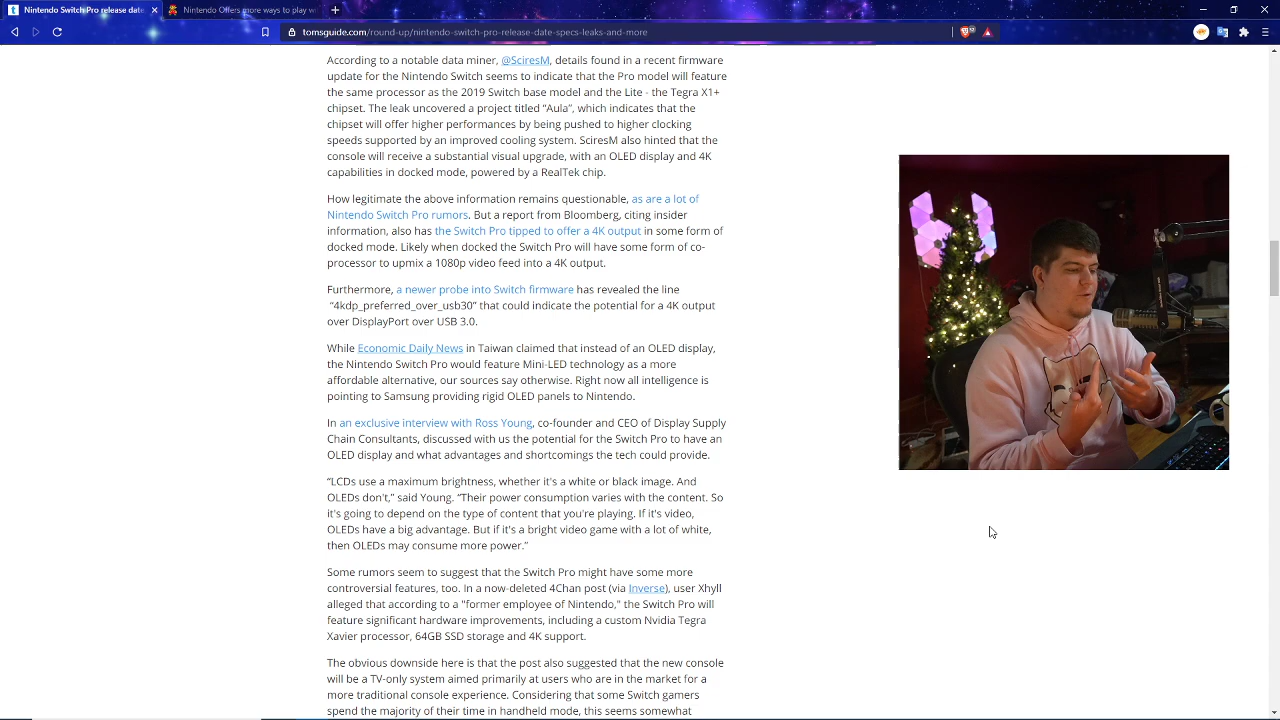 Nintendo Switch Pro release date
Nintendo Offers more ways to play wi
tomsguide.com/round-up/nintendo-switch-pro-release-date-specs-leaks-and-more
According to a notable data miner, @SciresM, details found in a recent firmware
update for the Nintendo Switch seems to indicate that the Pro model will feature
the same processor as the 2019 Switch base model and the Lite - the Tegra X1+
chipset. The leak uncovered a project titled “Aula”, which indicates that the
chipset will offer higher performances by being pushed to higher clocking
speeds supported by an improved cooling system. SciresM also hinted that the
console will receive a substantial visual upgrade, with an OLED display and 4K
capabilities in docked mode, powered by a RealTek chip.
How legitimate the above information remains questionable, as are a lot of
Nintendo Switch Pro rumors. But a report from Bloomberg, citing insider
information, also has the Switch Pro tipped to offer a 4K output in some form of
docked mode. Likely when docked the Switch Pro will have some form of co-
processor to upmix a 1080p video feed into a 4K output.
Furthermore, a newer probe into Switch firmware has revealed the line
“4kdp_preferred_over_usb30” that could indicate the potential for a 4K output
over DisplayPort over USB 3.0.
While Economic Daily News in Taiwan claimed that instead of an OLED display,
the Nintendo Switch Pro would feature Mini-LED technology as a more
affordable alternative, our sources say otherwise. Right now all intelligence is
pointing to Samsung providing rigid OLED panels to Nintendo.
In an exclusive interview with Ross Young, co-founder and CEO of Display Supply
Chain Consultants, discussed with us the potential for the Switch Pro to have an
OLED display and what advantages and shortcomings the tech could provide.
“LCDs use a maximum brightness, whether it's a white or black image. And
OLEDs don't,” said Young. “Their power consumption varies with the content. So
it's going to depend on the type of content that you're playing. If it's video,
OLEDs have a big advantage. But if it's a bright video game with a lot of white,
then OLEDs may consume more power.”
Some rumors seem to suggest that the Switch Pro might have some more
controversial features, too. In a now-deleted 4Chan post (via Inverse), user Xhyll
alleged that according to a "former employee of Nintendo," the Switch Pro will
feature significant hardware improvements, including a custom Nvidia Tegra
Xavier processor, 64GB SSD storage and 4K support.
The obvious downside here is that the post also suggested that the new console
will be a TV-only system aimed primarily at users who are in the market for a
more traditional console experience. Considering that some Switch gamers
spend the majority of their time in handheld mode, this seems somewhat